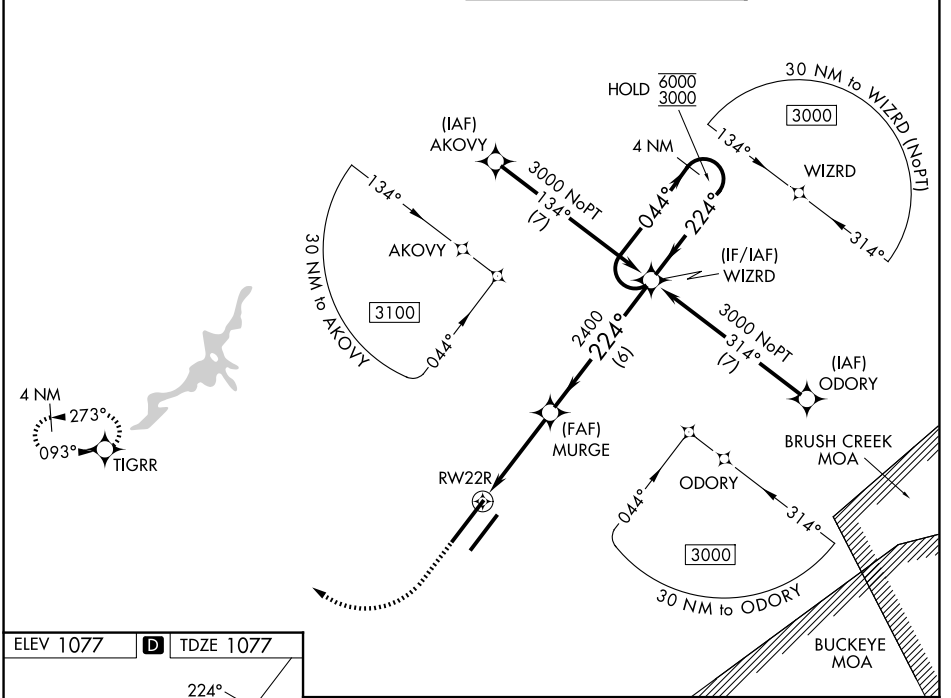 HOLD 6000
3000
4 NM
30 NM to WIZRD (NoPT)
3000
134°
WIZRD
314°
(IAF)
AKOVY
3000 NoPT
134°
(7)
044°
224°
(IF/IAF)
WIZRD
134°
AKOVY
30 NM to AKOVY
3100
044°
2400
224°
(6)
3000 NoPT
314°
(7)
(IAF)
ODORY
4 NM
273°
093°
TIGRR
(FAF)
MURGE
RW22R
BRUSH CREEK
MOA
ODORY
044°
314°
3000
30 NM to ODORY
BUCKEYE
MOA
ELEV 1077 D TDZE 1077
224°